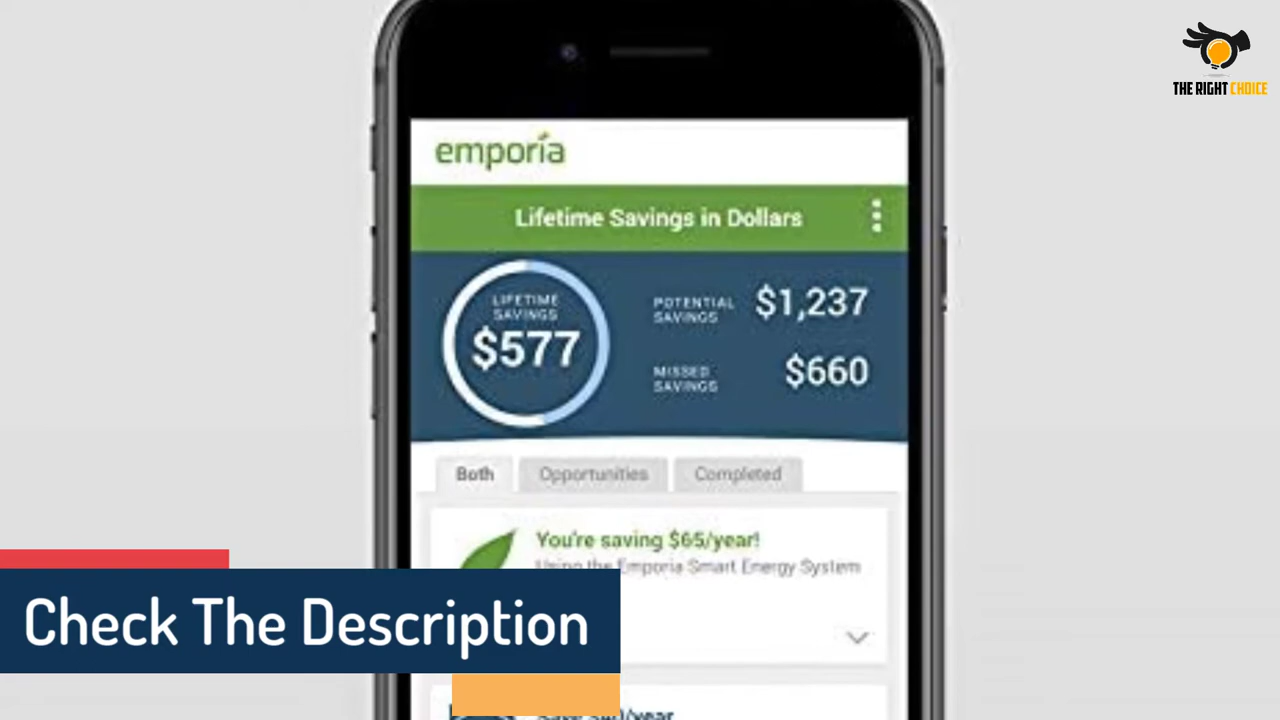 THE RIGHT CHOICE
emporia
Lifetime Savings in Dollars
LIFETIME
SAVINGS
$577
POTENTIAL
SAVINGS
$1,237
MISSED
SAVINGS
$660
Both
Opportunities
Completed
You're saving $65/year!
Using the Emporia Smart Energy System
Check The Description